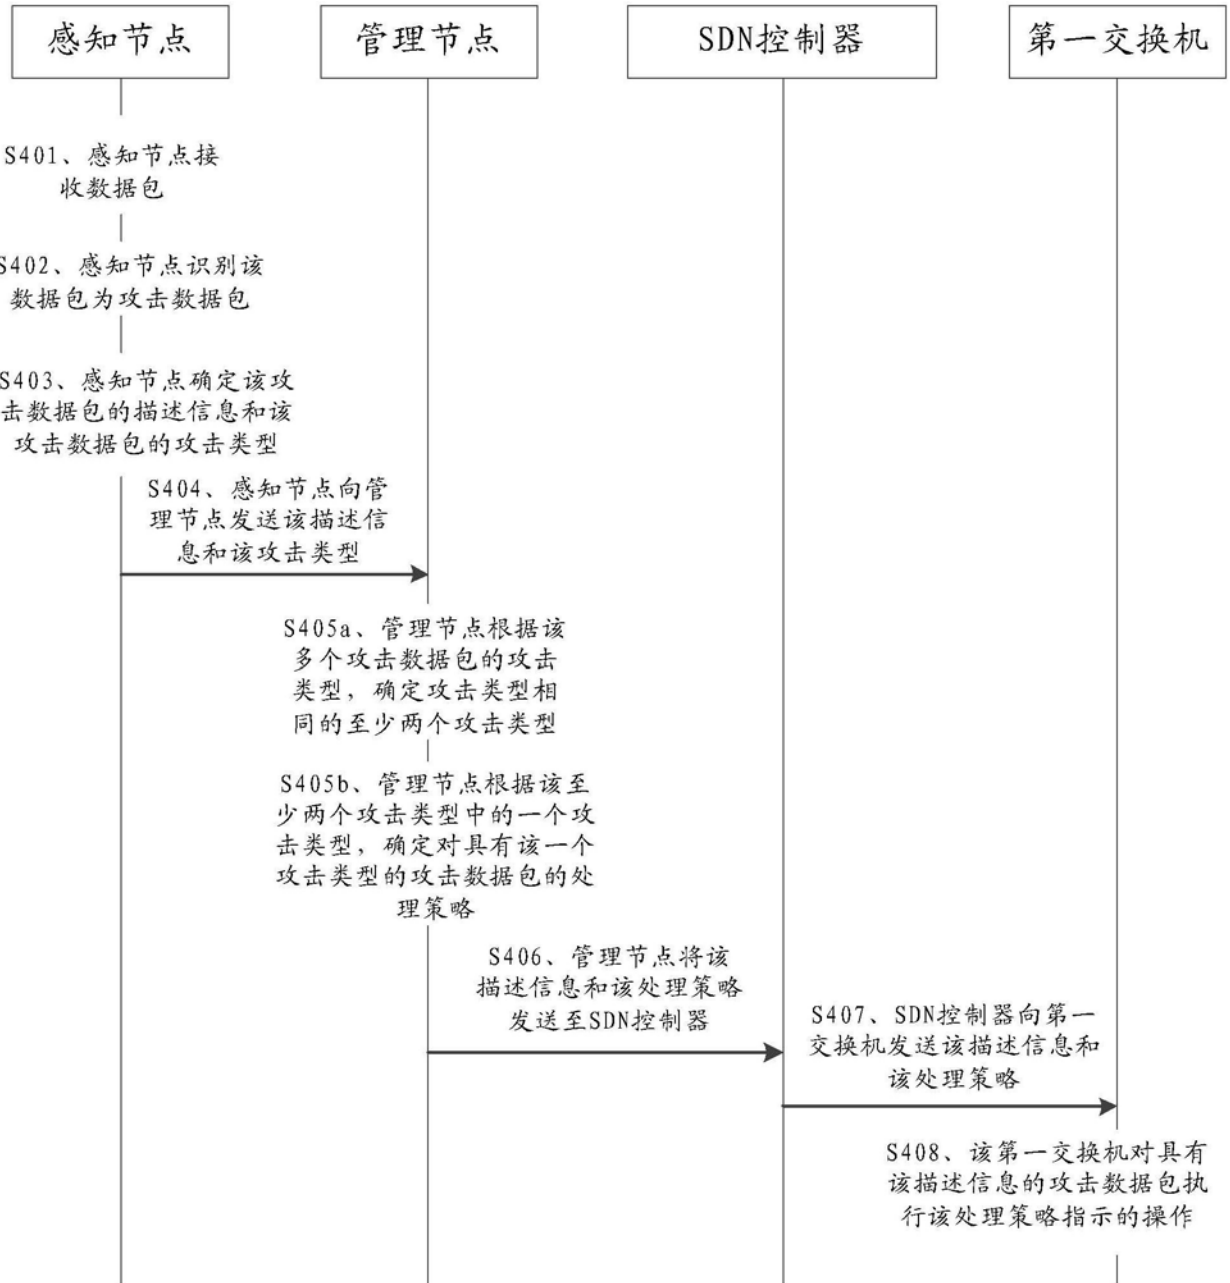 感知节点
管理节点
SDN控制器
第一交换机
S401、感知节点接
收数据包
S402、感知节点识别该
数据包为攻击数据包
S403、感知节点确定该攻
击数据包的描述信息和该
攻击数据包的攻击类型
S404、感知节点向管
理节点发送该描述信
息和该攻击类型
S405a、管理节点根据该
多个攻击数据包的攻击
类型，确定攻击类型相
同的至少两个攻击类型
S405b、管理节点根据该至
少两个攻击类型中的一个攻
击类型，确定对具有该一个
攻击类型的攻击数据包的处
理策略
S406、管理节点将该
描述信息和该处理策略
发送至SDN控制器
S407、SDN控制器向第一
交换机发送该描述信息和
该处理策略
S408、该第一交换机对具有
该描述信息的攻击数据包执
行该处理策略指示的操作